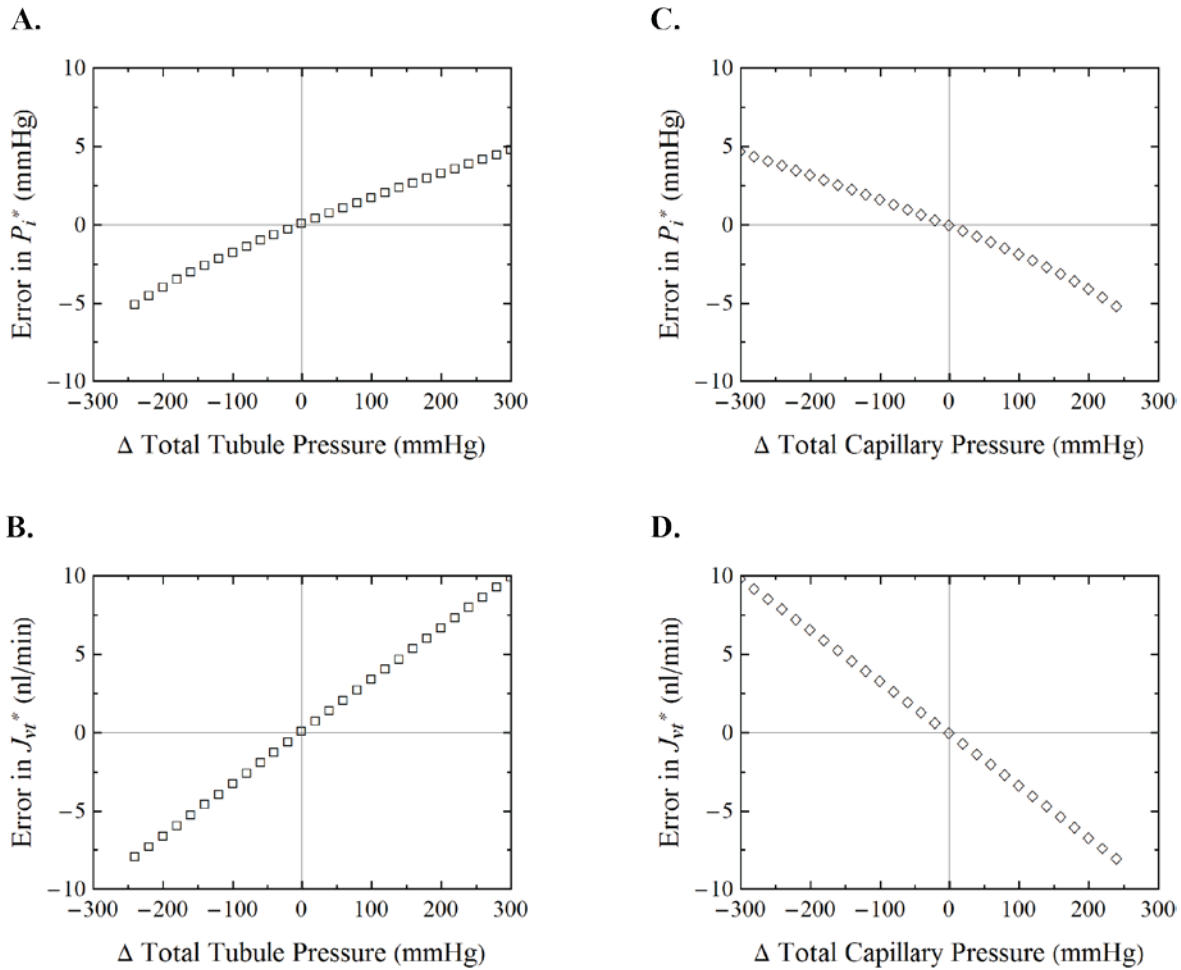 A.
10
5
0
−5
−10
Error in Pi* (mmHg)
−300 −200 −100 0 100 200 300
Δ Total Tubule Pressure (mmHg)
C.
10
5
0
−5
−10
Error in Pi* (mmHg)
−300 −200 −100 0 100 200 300
Δ Total Capillary Pressure (mmHg)
B.
10
5
0
−5
−10
Error in Jvt* (nl/min)
−300 −200 −100 0 100 200 300
Δ Total Tubule Pressure (mmHg)
D.
10
5
0
−5
−10
Error in Jvt* (nl/min)
−300 −200 −100 0 100 200 300
Δ Total Capillary Pressure (mmHg)